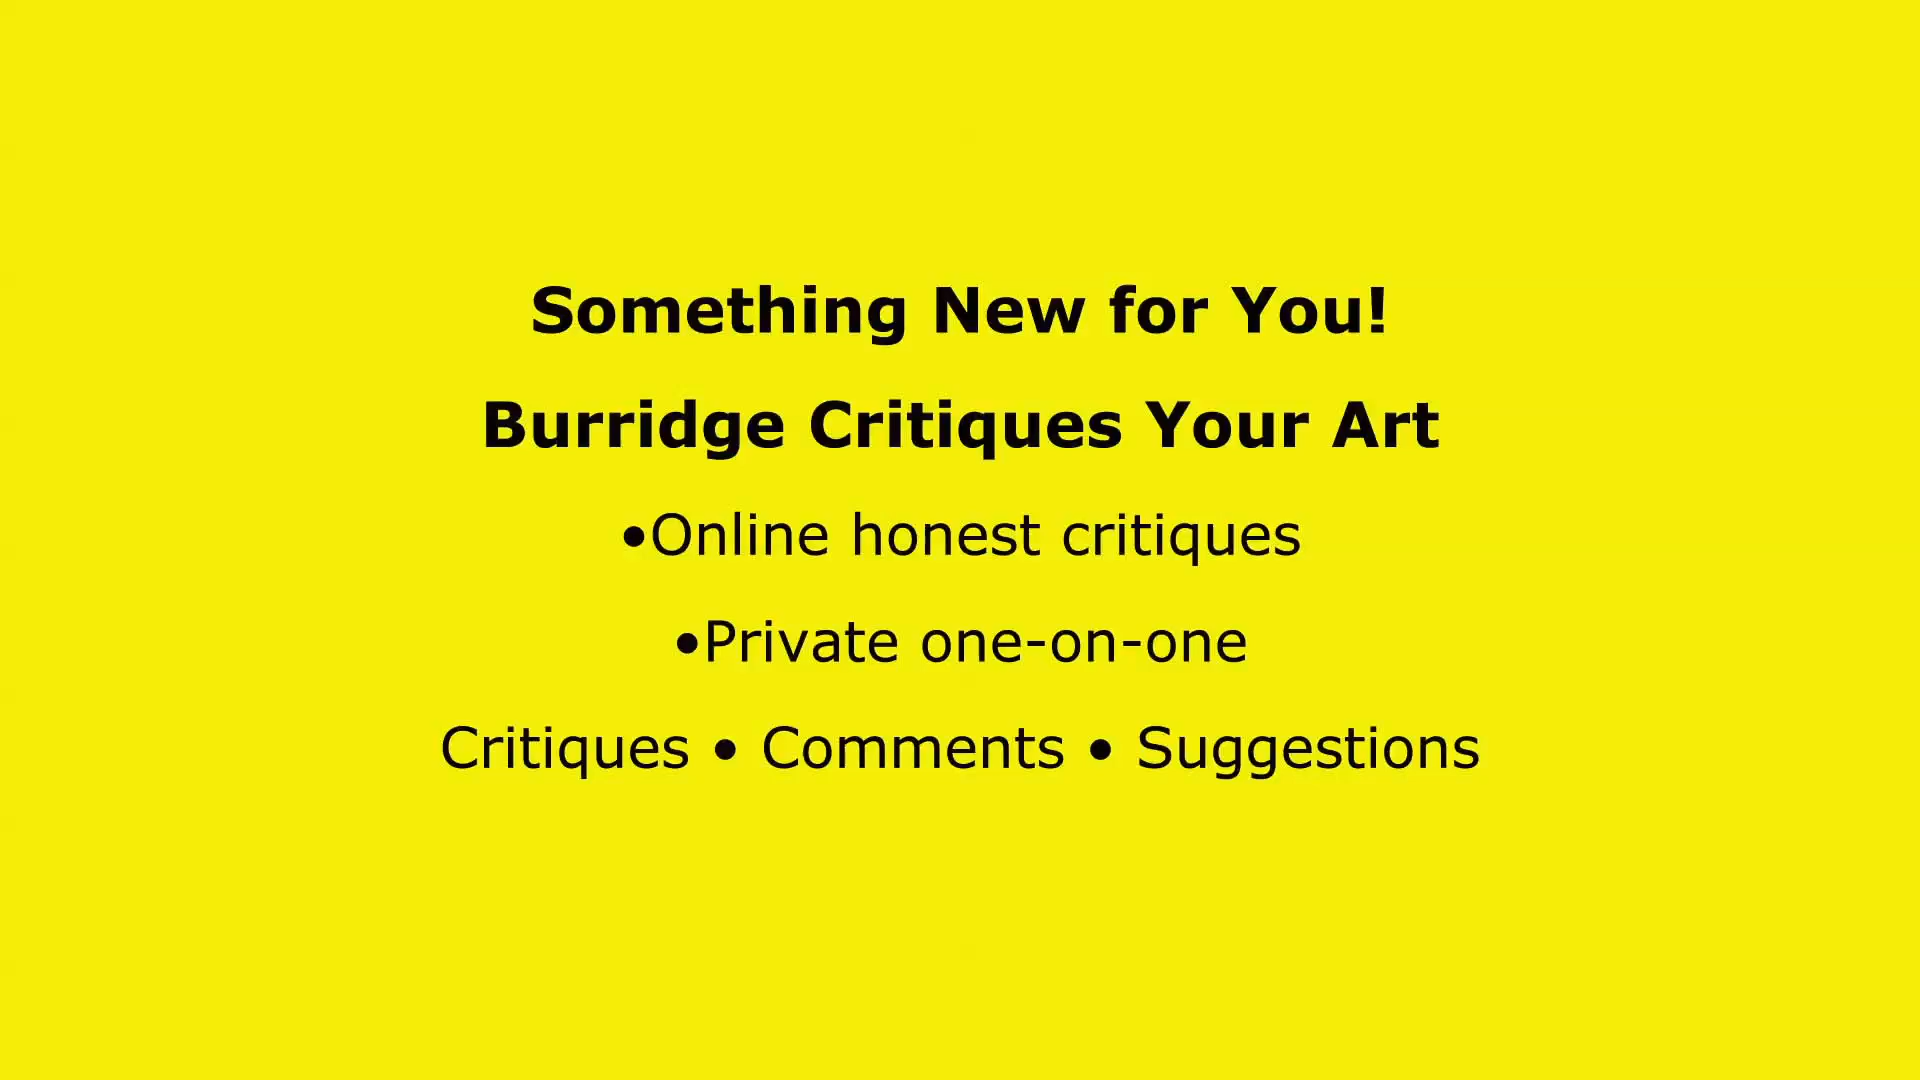 Something New for You!
Burridge Critiques Your Art
•Online honest critiques
•Private one-on-one
Critiques • Comments • Suggestions